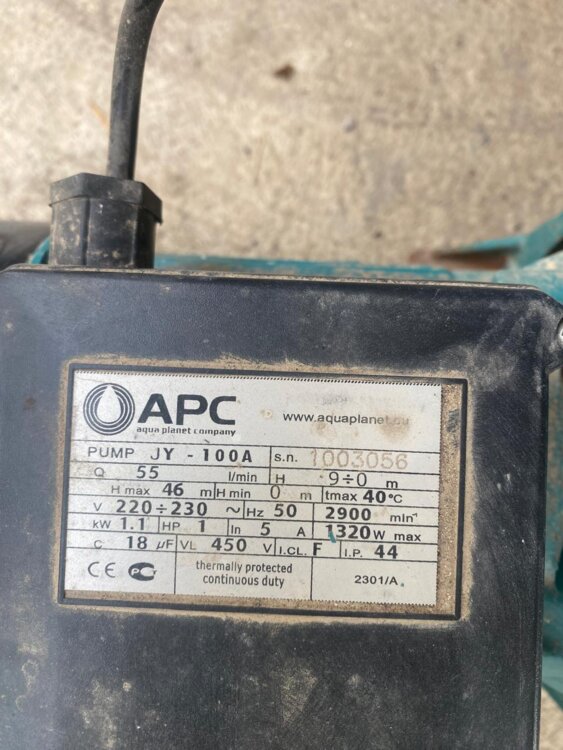 APC
aqua planet company
www.aquaplanet
PUMP JY - 100A s.n. 1003056
Q 55 l/min H 9÷0 m
H max 46 m H min 0 m tmax 40°C
V 220÷230 ~ Hz 50 2900 min⁻¹
kW 1.1 HP 1 In 5 A 1320 W max
C 18 µF VL 450 V I.CL. F I.P. 44
CE PC thermally protected
continuous duty
2301/A